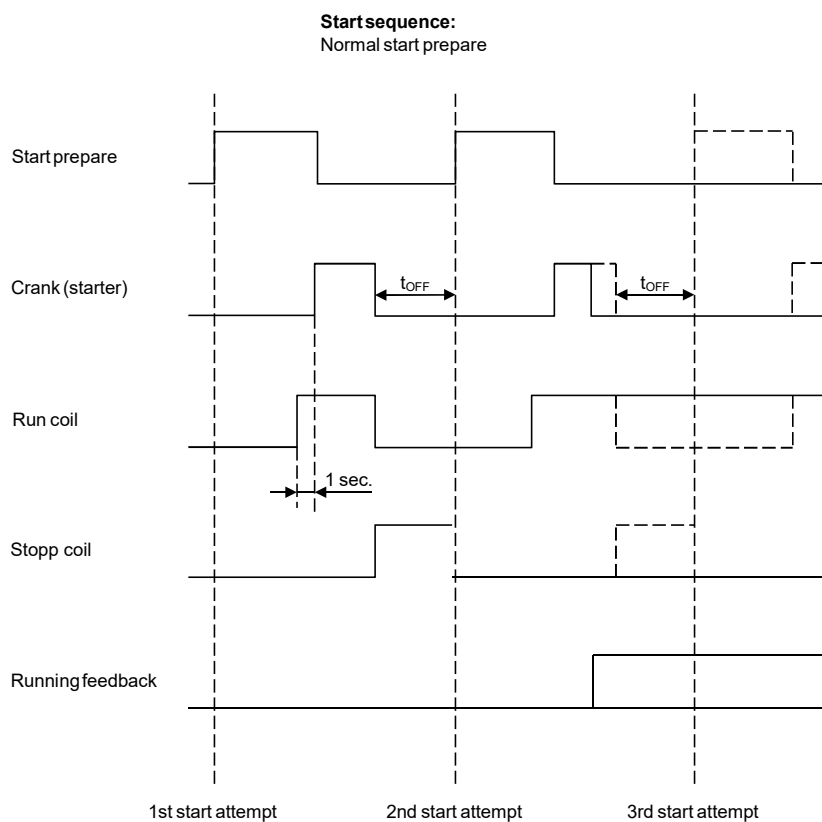 Start sequence:
Normal start prepare
Start prepare
Crank (starter)
tOFF
tOFF
Run coil
1 sec.
Stopp coil
Running feedback
1st start attempt
2nd start attempt
3rd start attempt